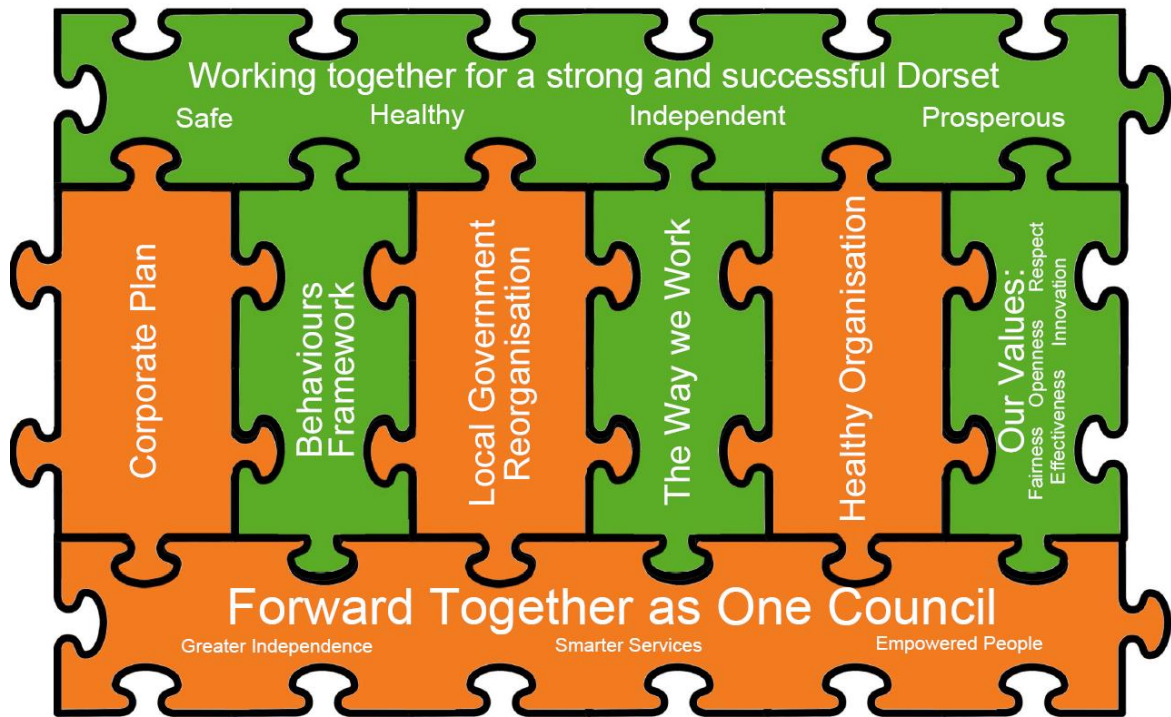 Working together for a strong and successful Dorset
Safe Healthy Independent Prosperous
Corporate Plan
Behaviours
Framework
Local Government
Reorganisation
The Way we Work
Healthy Organisation
Our Values:
Fairness Openness Respect
Effectiveness Innovation
Forward Together as One Council
Greater Independence Smarter Services Empowered People